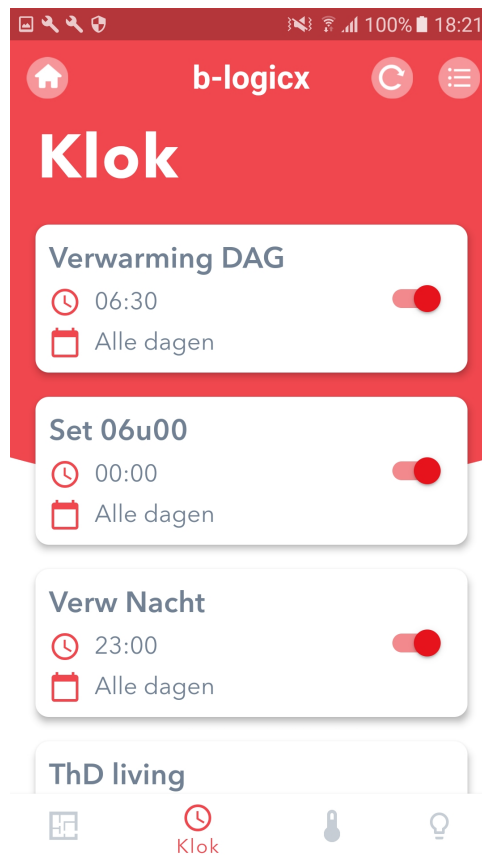 100% 18:21
b-logicx
Klok
Verwarming DAG
06:30
Alle dagen
Set 06u00
00:00
Alle dagen
Verw Nacht
23:00
Alle dagen
ThD living
Klok